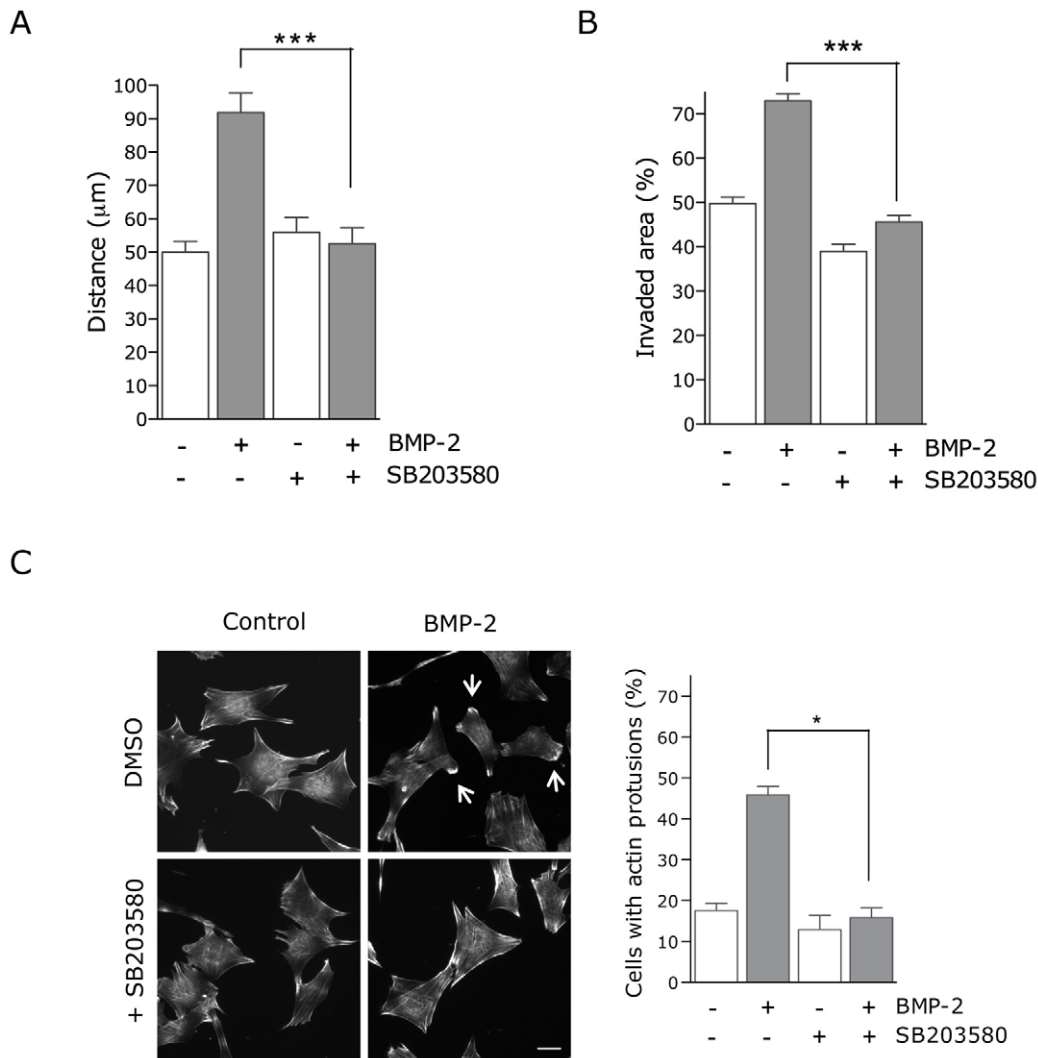 A
***
Distance (μm)
100
90
80
70
60
50
40
30
20
10
0
- + - + BMP-2
- - + + SB203580
B
***
Invaded area (%)
70
60
50
40
30
20
10
0
- + - + BMP-2
- - + + SB203580
C
Control BMP-2
DMSO
+ SB203580
*
Cells with actin protusions (%)
70
60
50
40
30
20
10
0
- + - + BMP-2
- - + + SB203580